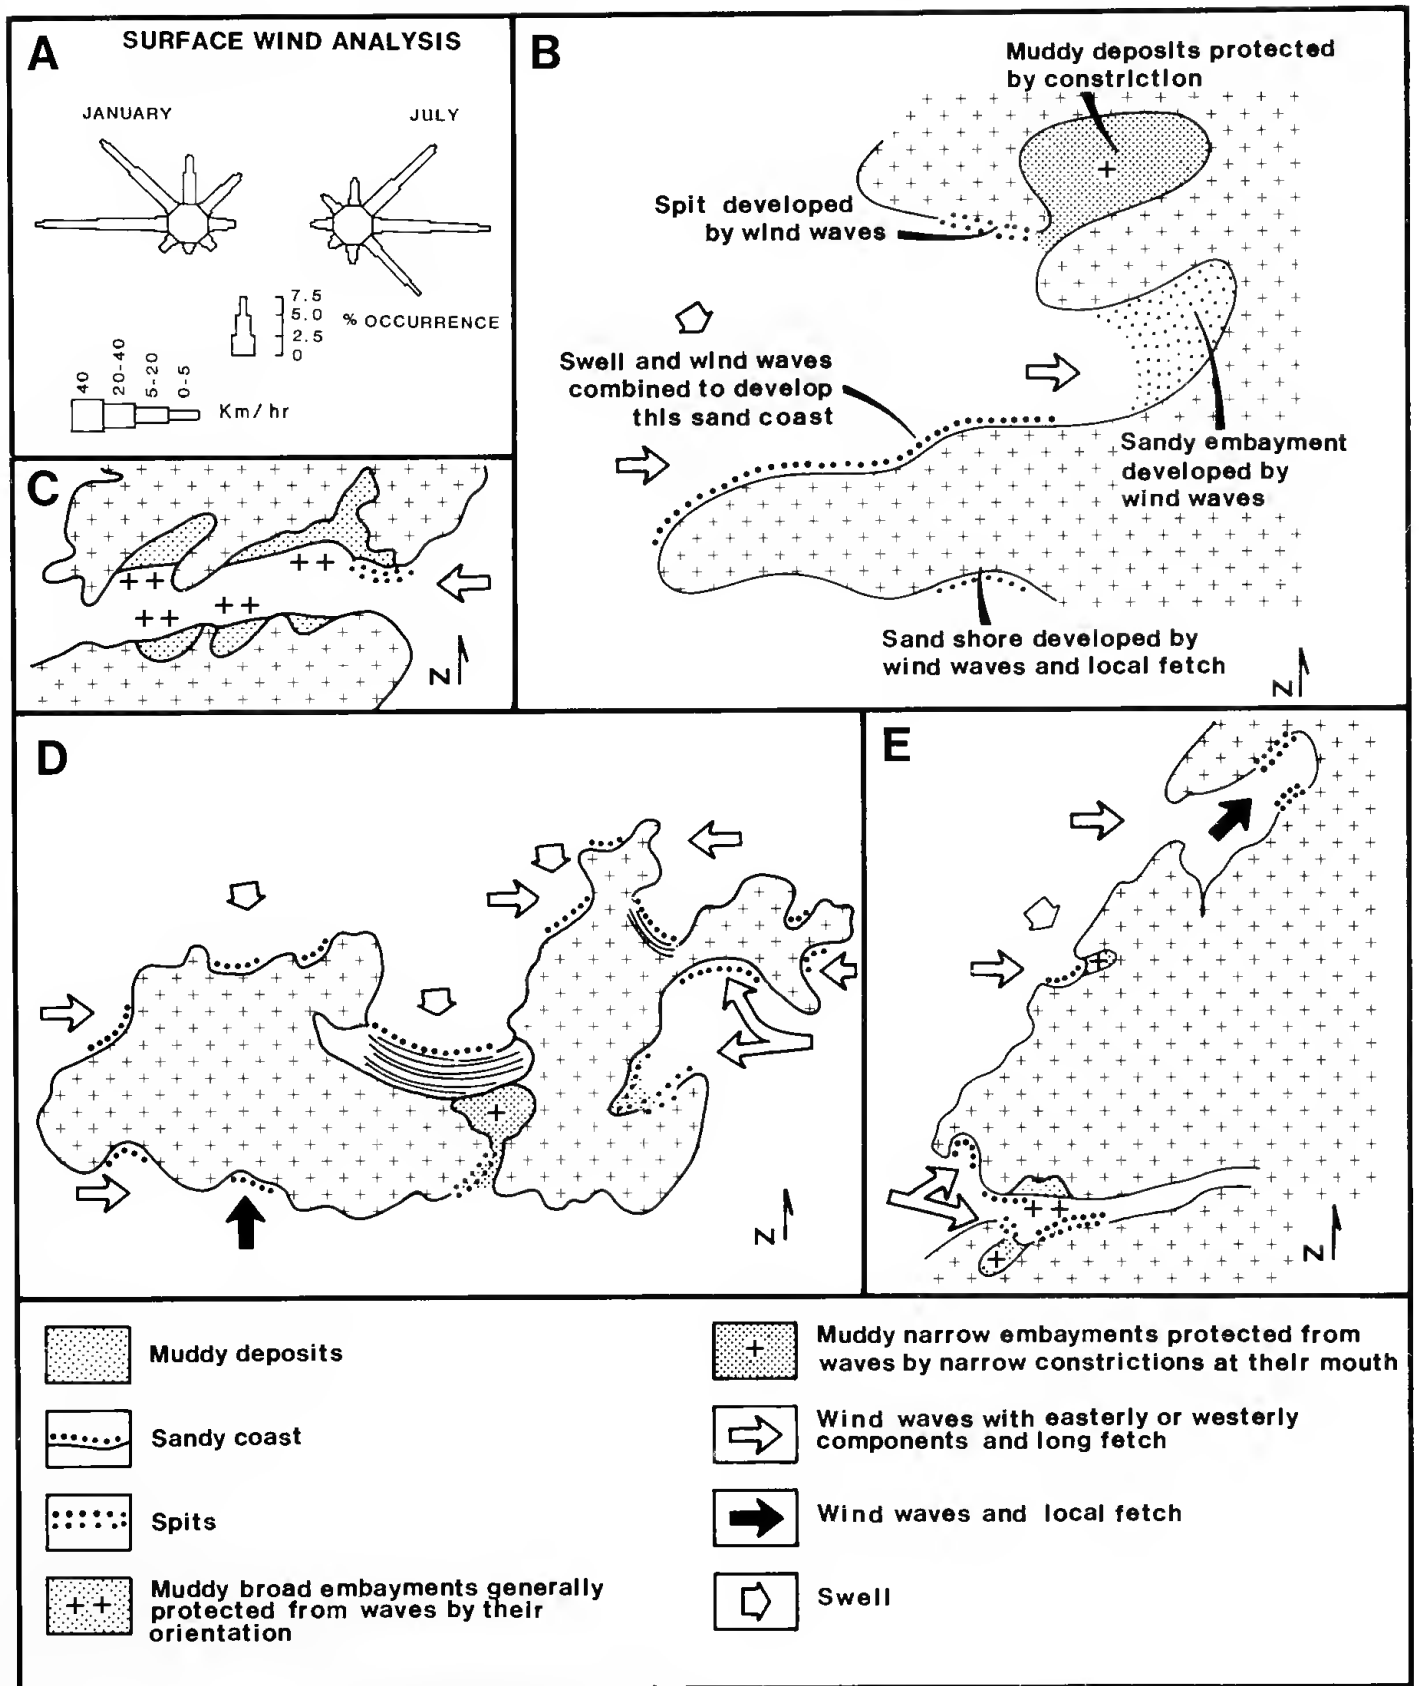 A
SURFACE WIND ANALYSIS
JANUARY
JULY
7.5
5.0
2.5
0
% OCCURRENCE
40
20-40
5-20
0-5
Km/hr
B
Muddy deposits protected
by constriction
Spit developed
by wind waves
Swell and wind waves
combined to develop
this sand coast
Sandy embayment
developed by
wind waves
Sand shore developed by
wind waves and local fetch
N
C
N
D
N
E
N
Muddy deposits
Sandy coast
Spits
Muddy broad embayments generally
protected from waves by their
orientation
Muddy narrow embayments protected from
waves by narrow constrictions at their mouth
Wind waves with easterly or westerly
components and long fetch
Wind waves and local fetch
Swell